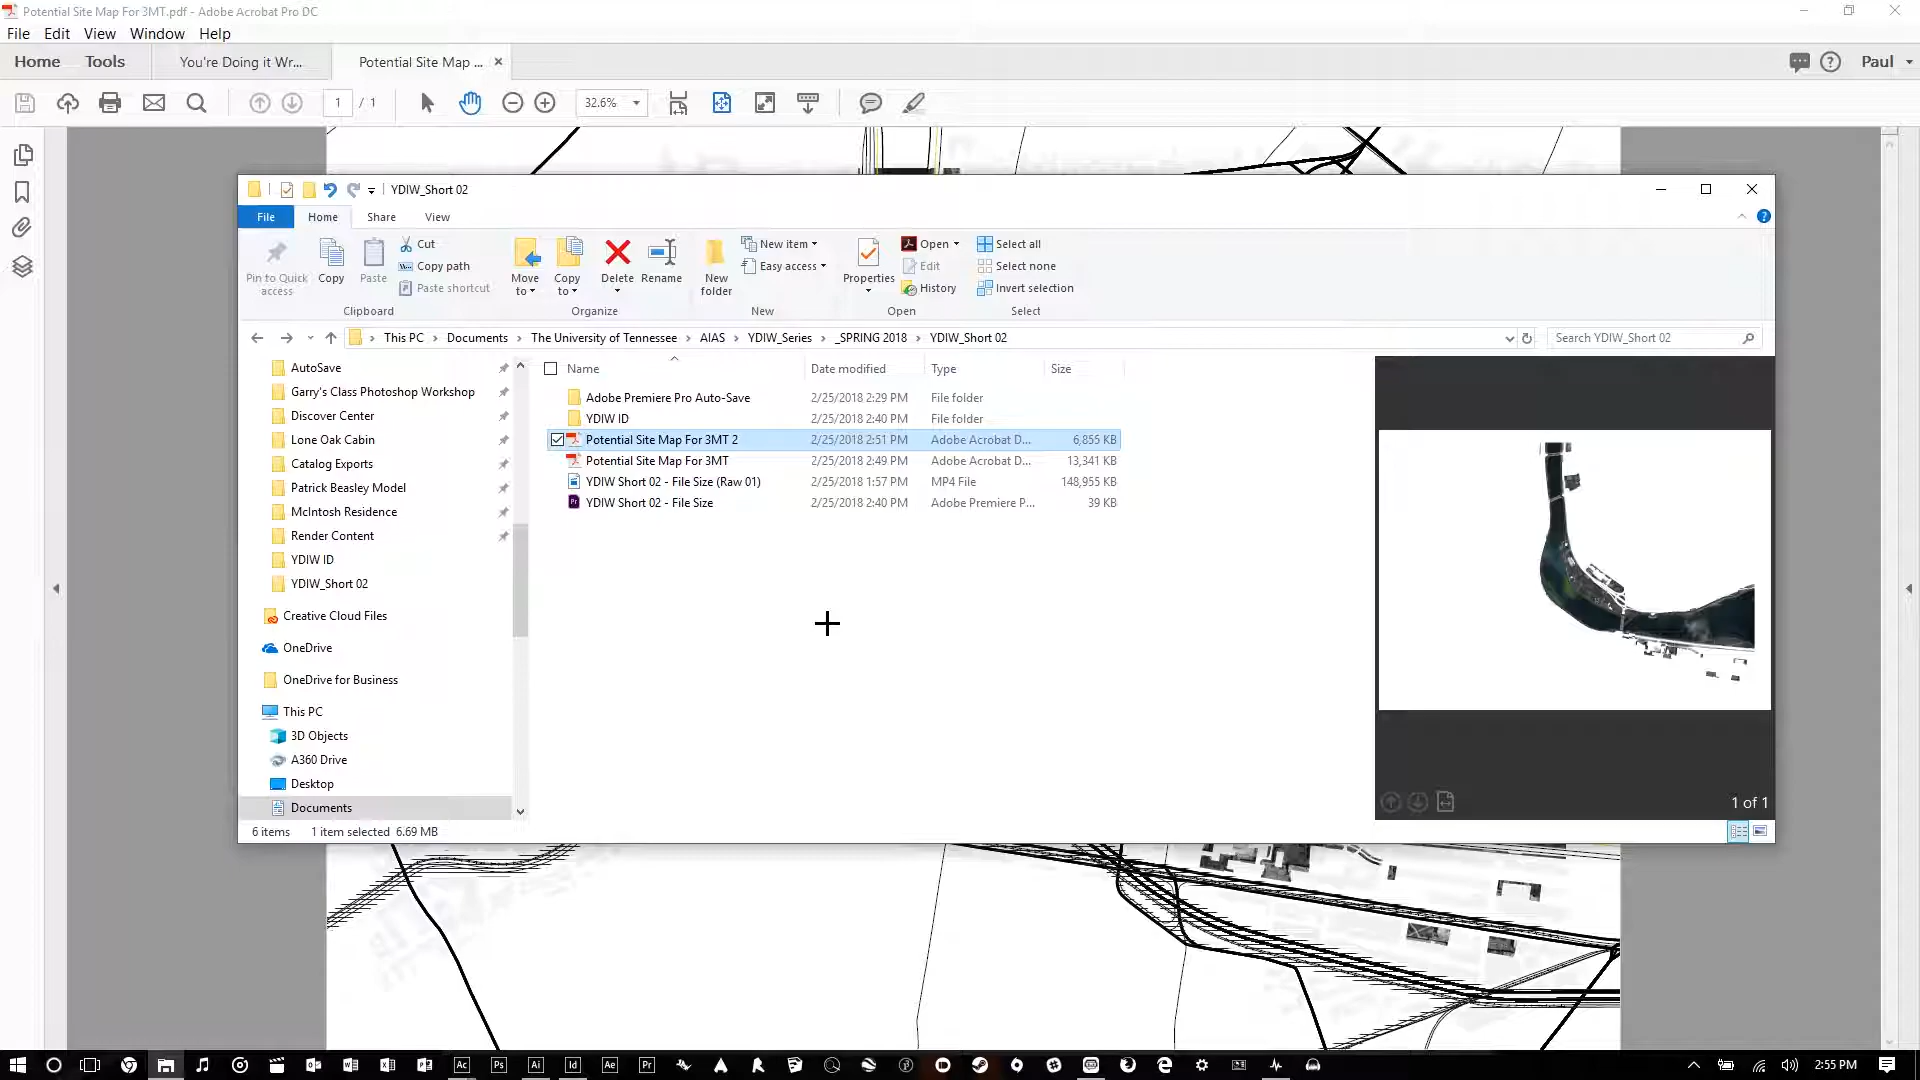 Potential Site Map For 3MT.pdf - Adobe Acrobat Pro DC
File Edit View Window Help
Home Tools You're Doing it Wr... Potential Site Map ... Paul
1 / 1 32.6%
YDIW_Short 02
File Home Share View
Pin to Quick access
Copy
Paste
Cut
Copy path
Paste shortcut
Clipboard
Move to
Copy to
Delete
Rename
Organize
New folder
New item
Easy access
New
Properties
Open
Edit
History
Open
Select all
Select none
Invert selection
Select
This PC Documents The University of Tennessee AIAS YDIW_Series _SPRING 2018 YDIW_Short 02
Search YDIW_Short 02
AutoSave
Garry's Class Photoshop Workshop
Discover Center
Lone Oak Cabin
Catalog Exports
Patrick Beasley Model
McIntosh Residence
Render Content
YDIW ID
YDIW_Short 02
Creative Cloud Files
OneDrive
OneDrive for Business
This PC
3D Objects
A360 Drive
Desktop
Documents
Name Date modified Type Size
Adobe Premiere Pro Auto-Save 2/25/2018 2:29 PM File folder
YDIW ID 2/25/2018 2:40 PM File folder
Potential Site Map For 3MT 2 2/25/2018 2:51 PM Adobe Acrobat D... 6,855 KB
Potential Site Map For 3MT 2/25/2018 2:49 PM Adobe Acrobat D... 13,341 KB
YDIW Short 02 - File Size (Raw 01) 2/25/2018 1:57 PM MP4 File 148,955 KB
YDIW Short 02 - File Size 2/25/2018 2:40 PM Adobe Premiere P... 39 KB
1 of 1
6 items 1 item selected 6.69 MB
Ac Ps Ai Id Ae Pr
2:55 PM